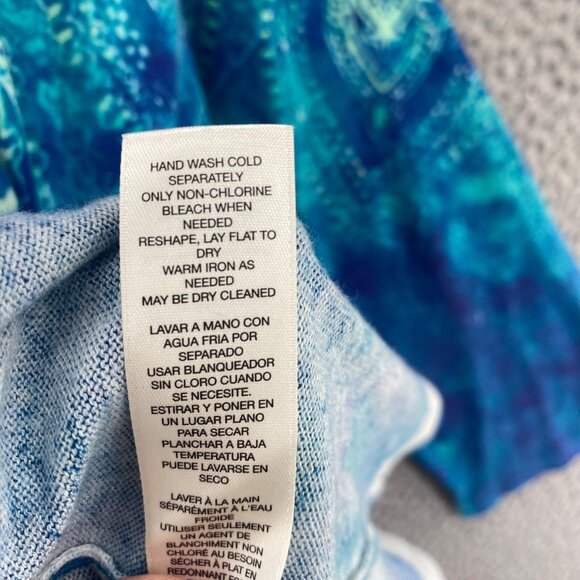 HAND WASH COLD
SEPARATELY
ONLY NON-CHLORINE
BLEACH WHEN
NEEDED
RESHAPE, LAY FLAT TO
DRY
WARM IRON AS
NEEDED
MAY BE DRY CLEANED
LAVAR A MANO CON
AGUA FRIA POR
SEPARADO
USAR BLANQUEADOR
SIN CLORO CUANDO
SE NECESITE.
ESTIRAR Y PONER EN
UN LUGAR PLANO
PARA SECAR
PLANCHAR A BAJA
TEMPERATURA
PUEDE LAVARSE EN
SECO
LAVER À LA MAIN
SÉPARÉMENT À L'EAU
FROIDE
UTILISER SEULEMENT
UN AGENT DE
BLANCHIMENT NON
CHLORÉ AU BESOIN
SÉCHER À PLAT EN
REDONNANT